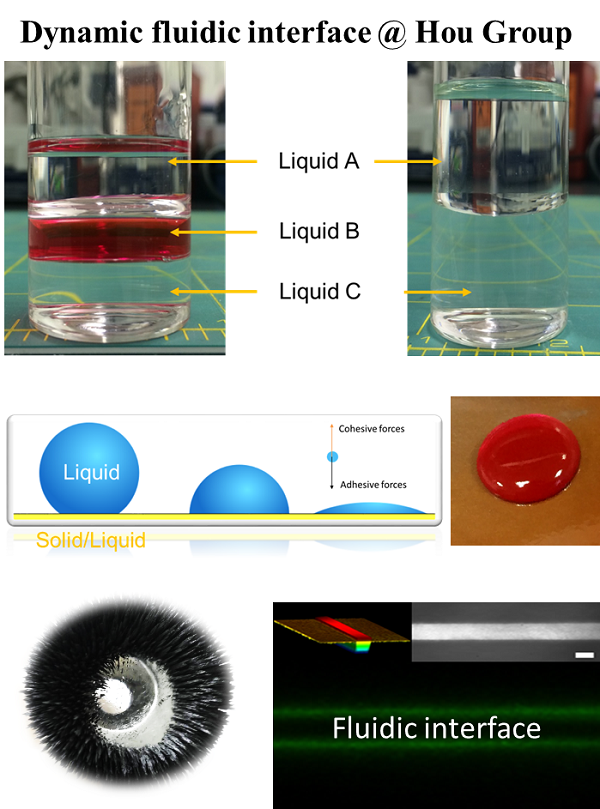 Dynamic fluidic interface @ Hou Group
Liquid A
Liquid B
Liquid C
Cohesive forces
Liquid
Adhesive forces
Solid/Liquid
Fluidic interface